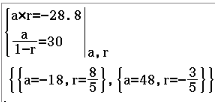 {a×r=-28.8
{a/(1-r)=30 |a,r
{{a=-18, r=8/5}, {a=48, r=-3/5}}